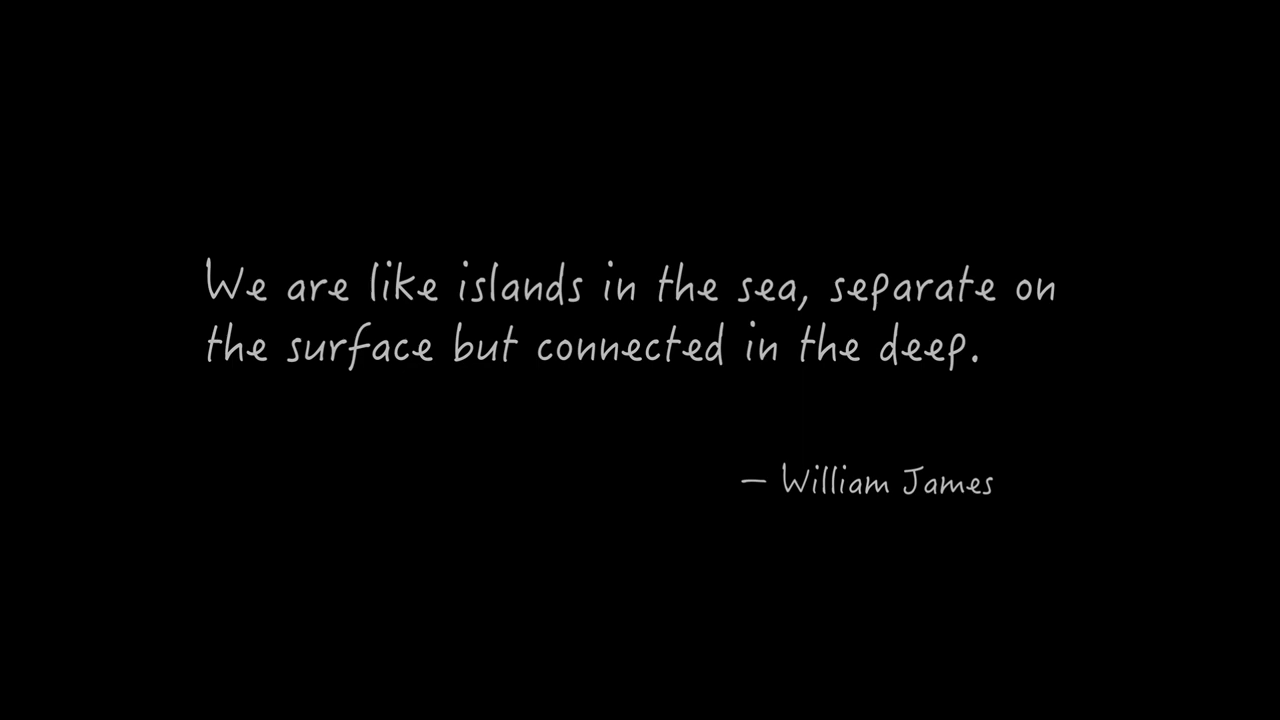 We are like islands in the sea, separate on
the surface but connected in the deep.
— William James